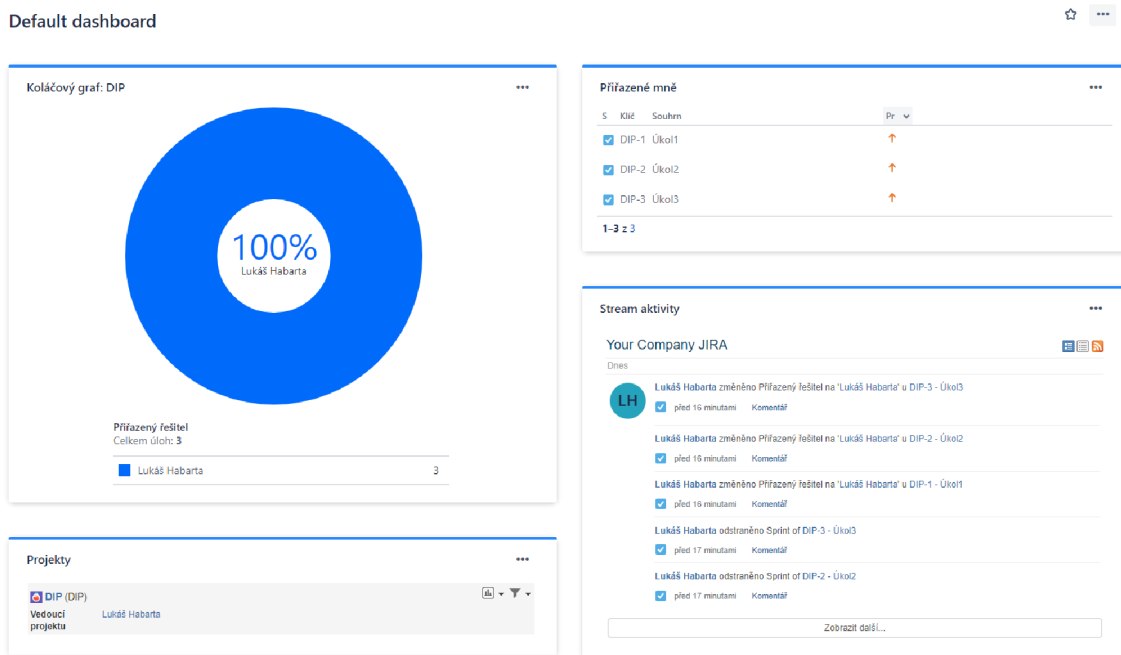 Default dashboard
Koláčový graf: DIP
100%
Lukáš Habarta
Přiřazený řešitel
Celkem úloh: 3
Lukáš Habarta 3
Projekty
DIP (DIP)
Vedoucí projektu Lukáš Habarta
Přiřazené mně
S Klíč Souhrn Pr
DIP-1 Úkol1
DIP-2 Úkol2
DIP-3 Úkol3
1–3 z 3
Stream aktivity
Your Company JIRA
Dnes
LH
Lukáš Habarta změněno Přiřazený řešitel na 'Lukáš Habarta' u DIP-3 - Úkol3
před 16 minutami Komentář
Lukáš Habarta změněno Přiřazený řešitel na 'Lukáš Habarta' u DIP-2 - Úkol2
před 16 minutami Komentář
Lukáš Habarta změněno Přiřazený řešitel na 'Lukáš Habarta' u DIP-1 - Úkol1
před 16 minutami Komentář
Lukáš Habarta odstraněno Sprint of DIP-3 - Úkol3
před 17 minutami Komentář
Lukáš Habarta odstraněno Sprint of DIP-2 - Úkol2
před 17 minutami Komentář
Zobrazit další...